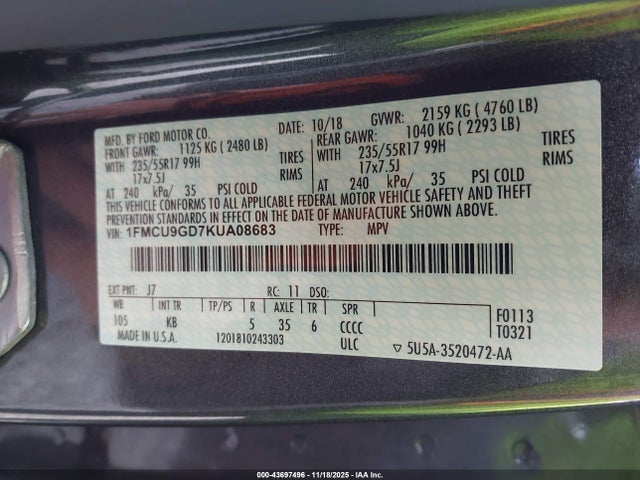 MFD. BY FORD MOTOR CO. DATE: 10/18 GVWR: 2159 KG ( 4760 LB)
FRONT GAWR: 1125 KG ( 2480 LB) REAR GAWR: 1040 KG ( 2293 LB)
WITH 235/55R17 99H TIRES WITH 235/55R17 99H TIRES
17x7.5J RIMS 17x7.5J RIMS
AT 240 kPa/ 35 PSI COLD AT 240 kPa/ 35 PSI COLD
THIS VEHICLE CONFORMS TO ALL APPLICABLE FEDERAL MOTOR VEHICLE SAFETY AND THEFT
PREVENTION STANDARDS IN EFFECT ON THE DATE OF MANUFACTURE SHOWN ABOVE.
VIN: 1FMCU9GD7KUA08683 TYPE: MPV
EXT PNT: J7 RC: 11 DSO:
WB INT TR TP/PS R AXLE TR SPR
105 KB 5 35 6 CCCC
F0113
T0321
MADE IN U.S.A. 1201810243303 ULC ▽ 5U5A-3520472-AA
000-43697496 - 11/18/2025 - IAA Inc.